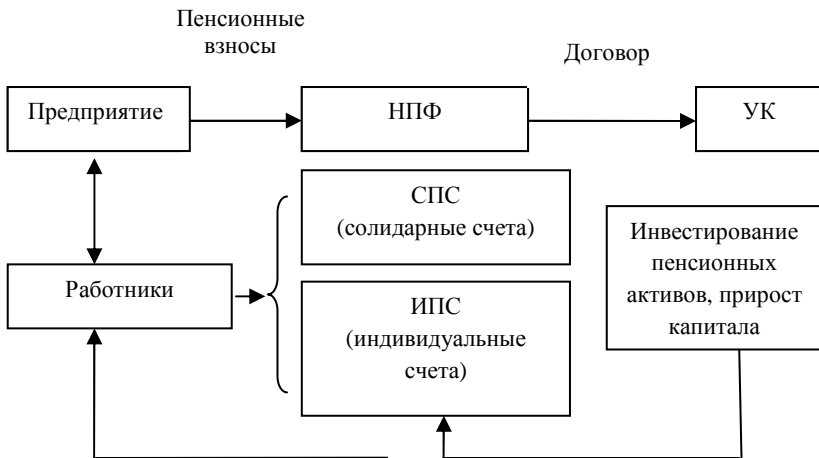 Пенсионные
взносы
Договор
Предприятие
НПФ
УК
СПС
(солидарные счета)
Работники
ИПС
(индивидуальные
счета)
Инвестирование
пенсионных
активов, прирост
капитала